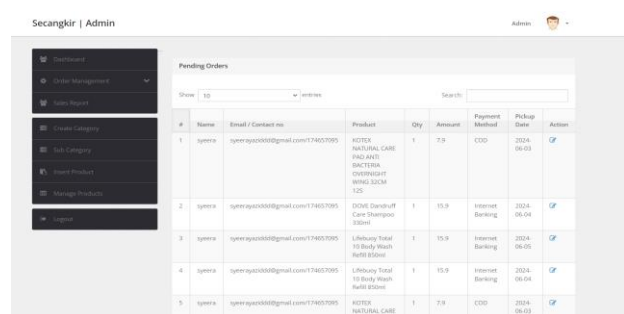 Secangkir | Admin
Admin
Dashboard
Order Management
Sales Report
Create Category
Sub Category
Insert Product
Manage Products
Logout
Pending Orders
Show 10 entries
Search:
# Name Email / Contact no Product Qty Amount Payment Method Pickup Date Action
1 syeera syeerayaziddd@gmail.com/174657095 KOTEX 1 7.9 COD 2024-
NATURAL CARE 06-03
PAD ANTI
BACTERIA
OVERNIGHT
WING 32CM
12S
2 syeera syeerayaziddd@gmail.com/174657095 DOVE Dandruff 1 15.9 Internet 2024-
Care Shampoo Banking 06-04
330ml
3 syeera syeerayaziddd@gmail.com/174657095 Lifebuoy Total 1 15.9 Internet 2024-
10 Body Wash Banking 06-05
Refill 850ml
4 syeera syeerayaziddd@gmail.com/174657095 Lifebuoy Total 1 15.9 Internet 2024-
10 Body Wash Banking 06-04
Refill 850ml
5 syeera syeerayaziddd@gmail.com/174657095 KOTEX 1 7.9 COD 2024-
NATURAL CARE 06-03